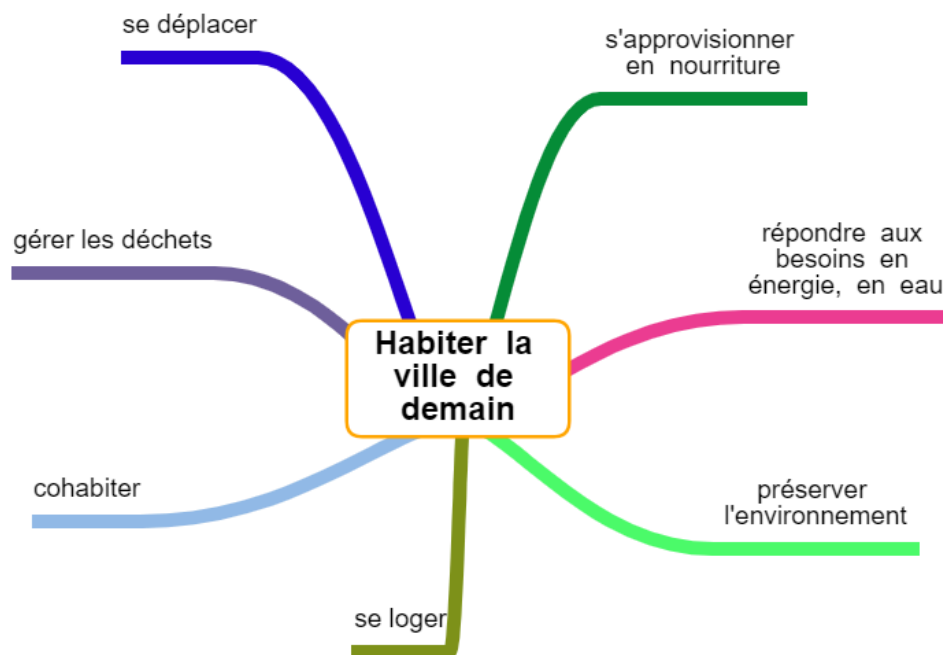 se déplacer
s'approvisionner
en nourriture
gérer les déchets
répondre aux
besoins en
énergie, en eau
Habiter la
ville de
demain
cohabiter
préserver
l'environnement
se loger